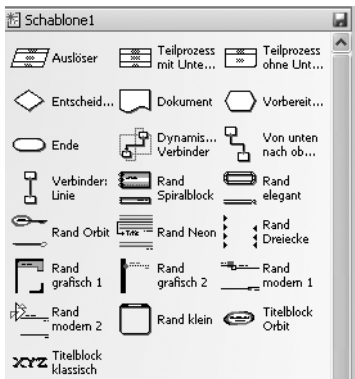 Schablone1
Auslöser
Teilprozess mit Unte...
Teilprozess ohne Unt...
Entscheid...
Dokument
Vorbereit...
Ende
Dynamis... Verbinder
Von unten nach ob...
Verbinder: Linie
Rand Spiralblock
Rand elegant
Rand Orbit
Title
Rand Neon
Rand Dreiecke
Rand grafisch 1
Rand grafisch 2
Rand modern 1
Rand modern 2
Rand klein
Titelblock Orbit
XYZ
Titelblock klassisch